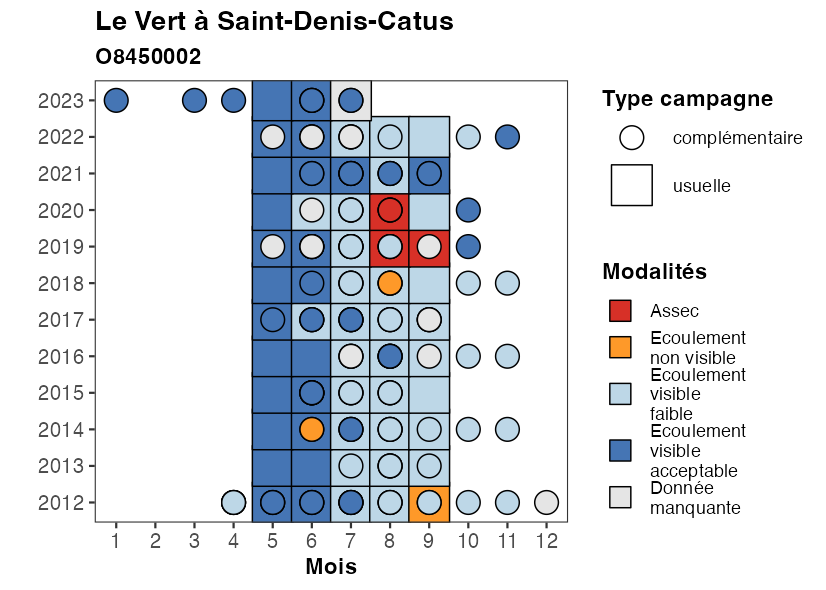 Le Vert à Saint-Denis-Catus
O8450002
2023
2022
2021
2020
2019
2018
2017
2016
2015
2014
2013
2012
1 2 3 4 5 6 7 8 9 10 11 12
Mois
Type campagne
complémentaire
usuelle
Modalités
Assec
Ecoulement
non visible
Ecoulement
visible
faible
Ecoulement
visible
acceptable
Donnée
manquante